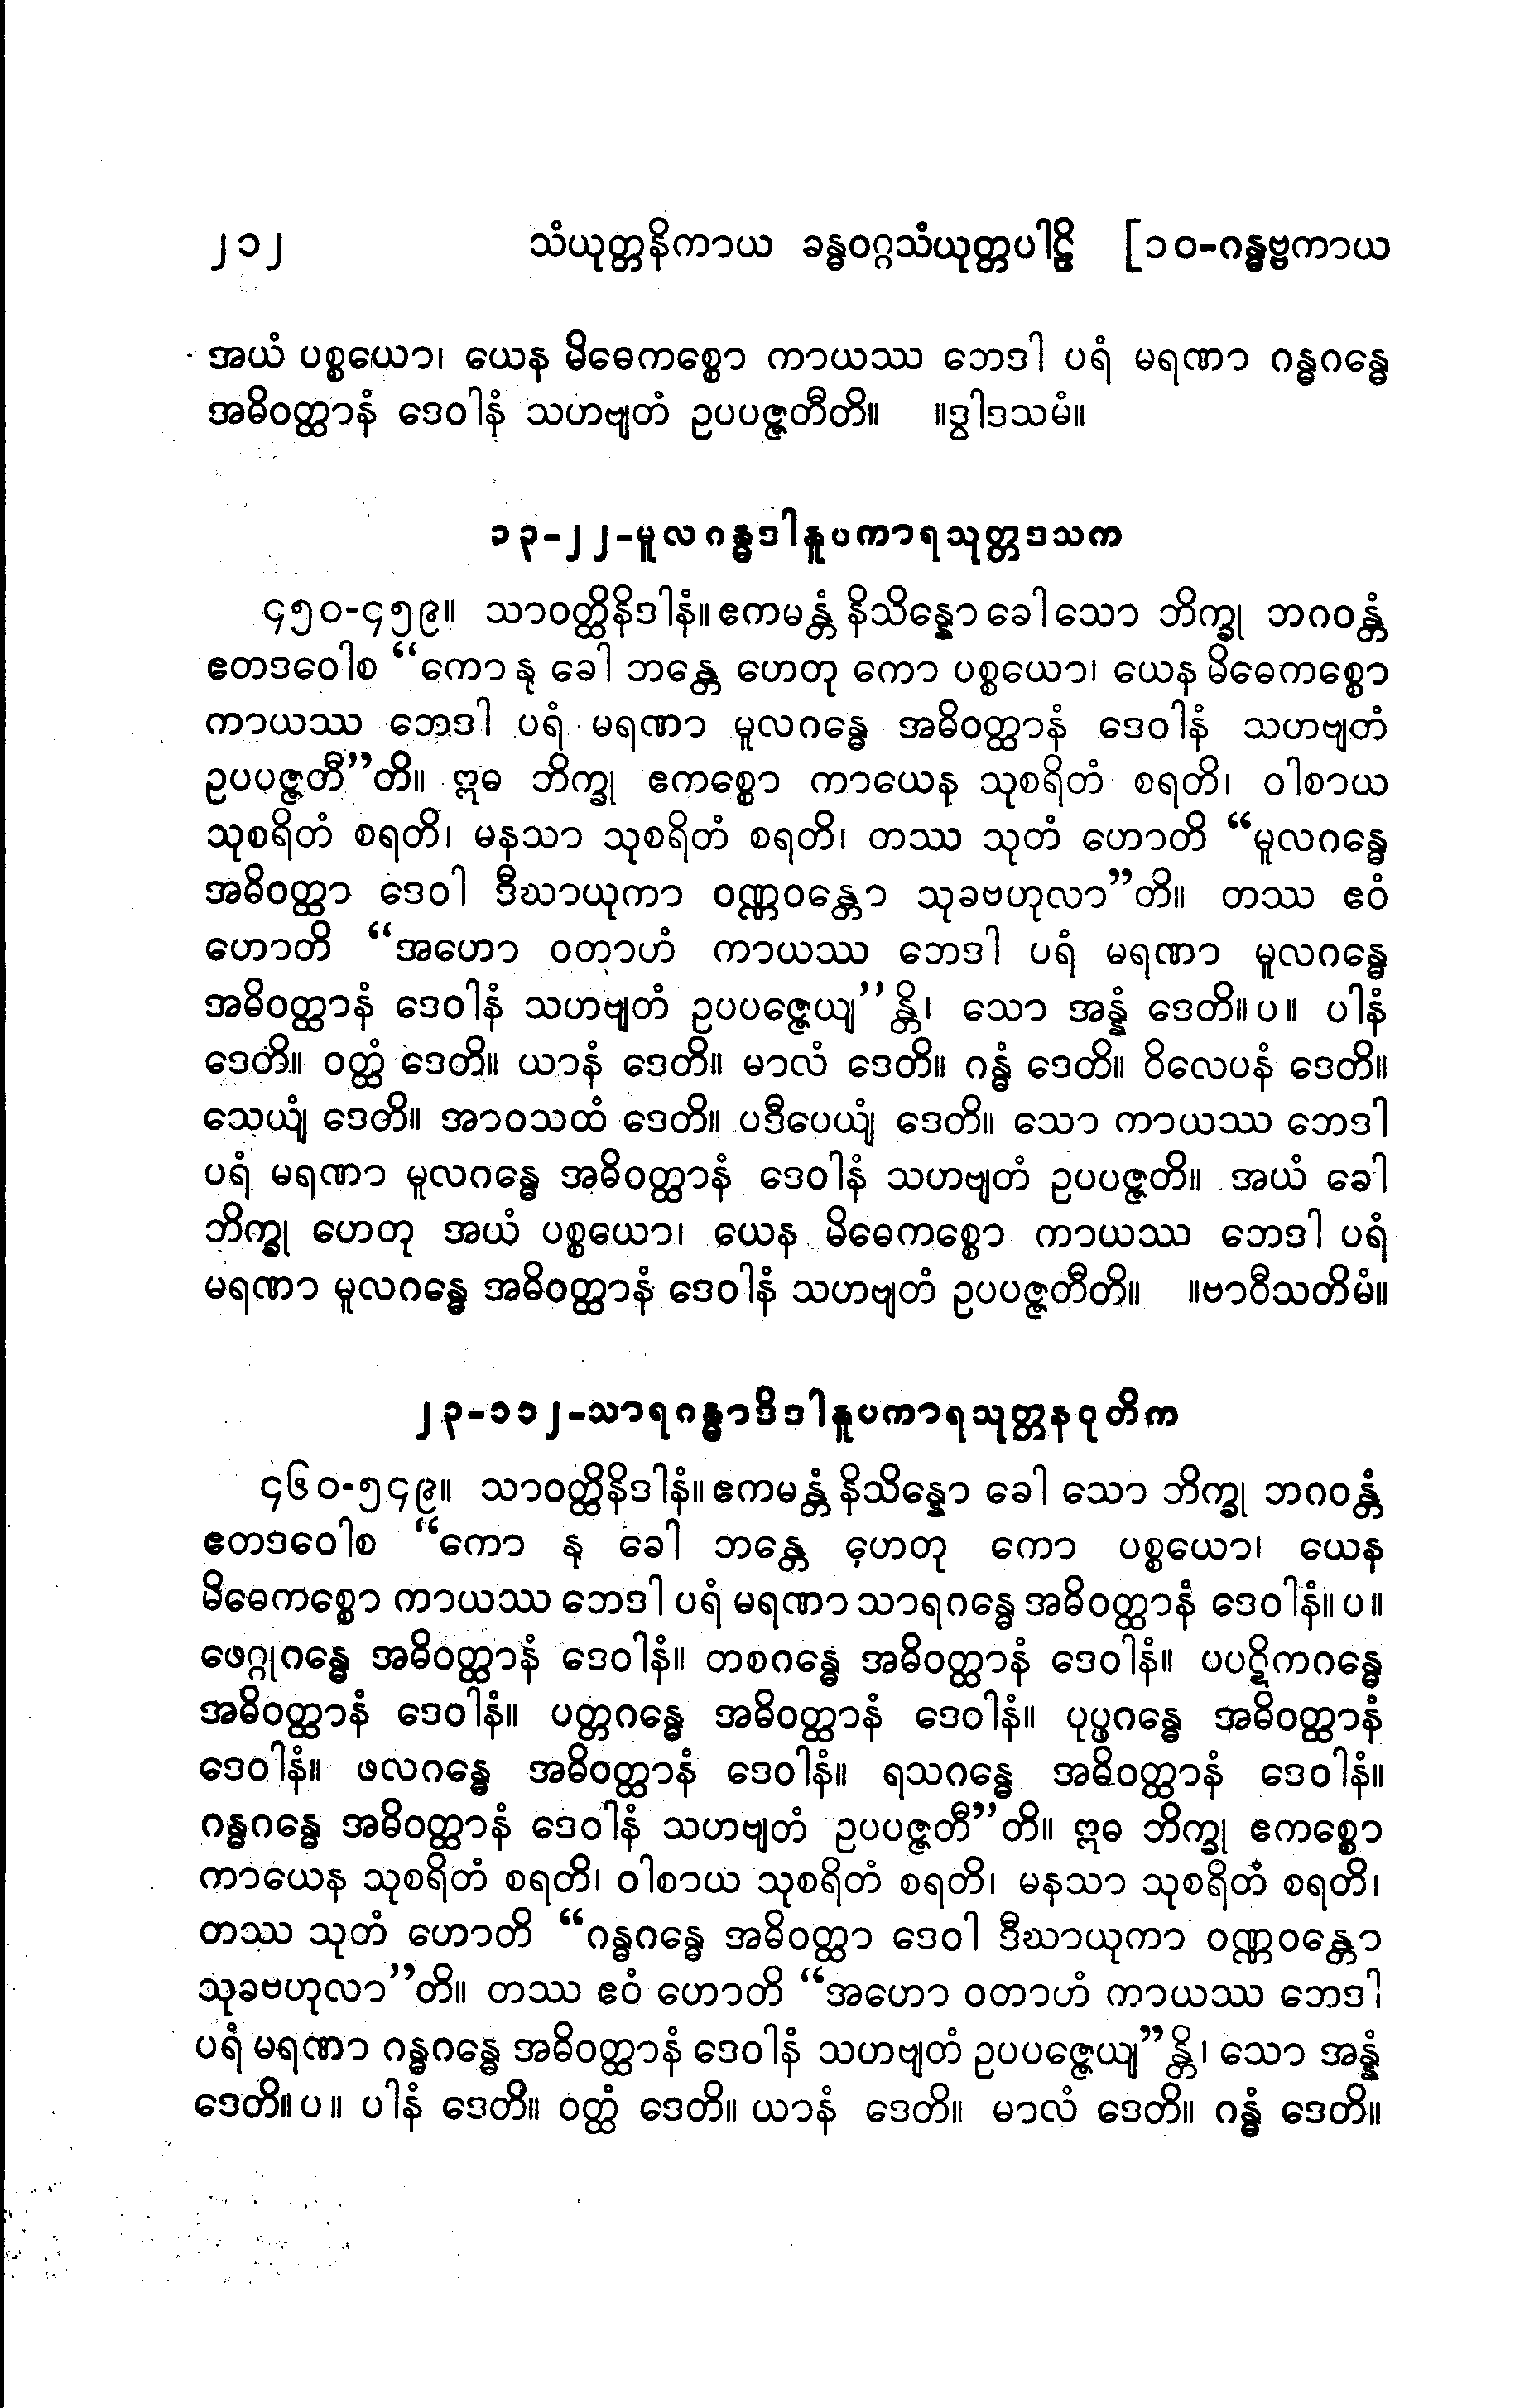 ၂၁၂ သံယုတ္တနိကာယ ခန္ဓဝဂ္ဂသံယုတ္တပါဠိ [၁၀-ဂန္ဓဗ္ဗကာယ
အယံ ပစ္စယော၊ ယေန မိဓေကစ္စော ကာယဿ ဘေဒါ ပရံ မရဏာ ဂန္ဓဂန္ဓေ
အဓိဝတ္ထာနံ ဒေဝါနံ သဟဗျတံ ဥပပဇ္ဇတီတိ။ ။ဒွါဒသမံ။
၁၃-၂၂-မူလဂန္ဓဒါနူပကာရသုတ္တဒသက
၄၅၀-၄၅၉။ သာဝတ္ထိနိဒါနံ။ ဧကမန္တံ နိသိန္နော ခေါ သော ဘိက္ခု ဘဂဝန္တံ
ဧတဒဝေါစ “ကော နု ခေါ ဘန္တေ ဟေတု ကော ပစ္စယော၊ ယေန မိဓေကစ္စော
ကာယဿ ဘေဒါ ပရံ မရဏာ မူလဂန္ဓေ အဓိဝတ္ထာနံ ဒေဝါနံ သဟဗျတံ
ဥပပဇ္ဇတီ”တိ။ ဣဓ ဘိက္ခု ဧကစ္စော ကာယေန သုစရိတံ စရတိ၊ ဝါစာယ
သုစရိတံ စရတိ၊ မနသာ သုစရိတံ စရတိ၊ တဿ သုတံ ဟောတိ “မူလဂန္ဓေ
အဓိဝတ္ထာ ဒေဝါ ဒီဃာယုကာ ဝဏ္ဏဝန္တော သုခဗဟုလာ”တိ။ တဿ ဧဝံ
ဟောတိ “အဟော ဝတာဟံ ကာယဿ ဘေဒါ ပရံ မရဏာ မူလဂန္ဓေ
အဓိဝတ္ထာနံ ဒေဝါနံ သဟဗျတံ ဥပပဇ္ဇေယျ”န္တိ၊ သော အန္နံ ဒေတိ။ပ။ ပါနံ
ဒေတိ။ ဝတ္ထံ ဒေတိ။ ယာနံ ဒေတိ။ မာလံ ဒေတိ။ ဂန္ဓံ ဒေတိ။ ဝိလေပနံ ဒေတိ။
သေယျံ ဒေတိ။ အာဝသထံ ဒေတိ။ ပဒီပေယျံ ဒေတိ။ သော ကာယဿ ဘေဒါ
ပရံ မရဏာ မူလဂန္ဓေ အဓိဝတ္ထာနံ ဒေဝါနံ သဟဗျတံ ဥပပဇ္ဇတိ။ အယံ ခေါ
ဘိက္ခု ဟေတု အယံ ပစ္စယော၊ ယေန မိဓေကစ္စော ကာယဿ ဘေဒါ ပရံ
မရဏာ မူလဂန္ဓေ အဓိဝတ္ထာနံ ဒေဝါနံ သဟဗျတံ ဥပပဇ္ဇတီတိ။ ။ဗာဝီသတိမံ။
၂၃-၁၁၂-သာရဂန္ဓာဒိဒါနူပကာရသုတ္တနဝုတိက
၄၆၀-၅၄၉။ သာဝတ္ထိနိဒါနံ။ ဧကမန္တံ နိသိန္နော ခေါ သော ဘိက္ခု ဘဂဝန္တံ
ဧတဒဝေါစ “ကော နု ခေါ ဘန္တေ ဟေတု ကော ပစ္စယော၊ ယေန
မိဓေကစ္စော ကာယဿ ဘေဒါ ပရံ မရဏာ သာရဂန္ဓေ အဓိဝတ္ထာနံ ဒေဝါနံ။ ပ။
ဖေဂ္ဂုဂန္ဓေ အဓိဝတ္ထာနံ ဒေဝါနံ။ တစဂန္ဓေ အဓိဝတ္ထာနံ ဒေဝါနံ။ ပပဋိကဂန္ဓေ
အဓိဝတ္ထာနံ ဒေဝါနံ။ ပတ္တဂန္ဓေ အဓိဝတ္ထာနံ ဒေဝါနံ။ ပုပ္ဖဂန္ဓေ အဓိဝတ္ထာနံ
ဒေဝါနံ။ ဖလဂန္ဓေ အဓိဝတ္ထာနံ ဒေဝါနံ။ ရသဂန္ဓေ အဓိဝတ္ထာနံ ဒေဝါနံ။
ဂန္ဓဂန္ဓေ အဓိဝတ္ထာနံ ဒေဝါနံ သဟဗျတံ ဥပပဇ္ဇတီ”တိ။ ဣဓ ဘိက္ခု ဧကစ္စော
ကာယေန သုစရိတံ စရတိ၊ ဝါစာယ သုစရိတံ စရတိ၊ မနသာ သုစရိတံ စရတိ၊
တဿ သုတံ ဟောတိ “ဂန္ဓဂန္ဓေ အဓိဝတ္ထာ ဒေဝါ ဒီဃာယုကာ ဝဏ္ဏဝန္တော
သုခဗဟုလာ”တိ။ တဿ ဧဝံ ဟောတိ “အဟော ဝတာဟံ ကာယဿ ဘေဒါ
ပရံ မရဏာ ဂန္ဓဂန္ဓေ အဓိဝတ္ထာနံ ဒေဝါနံ သဟဗျတံ ဥပပဇ္ဇေယျ”န္တိ၊ သော အန္နံ
ဒေတိ။ပ။ ပါနံ ဒေတိ။ ဝတ္ထံ ဒေတိ။ ယာနံ ဒေတိ။ မာလံ ဒေတိ။ ဂန္ဓံ ဒေတိ။